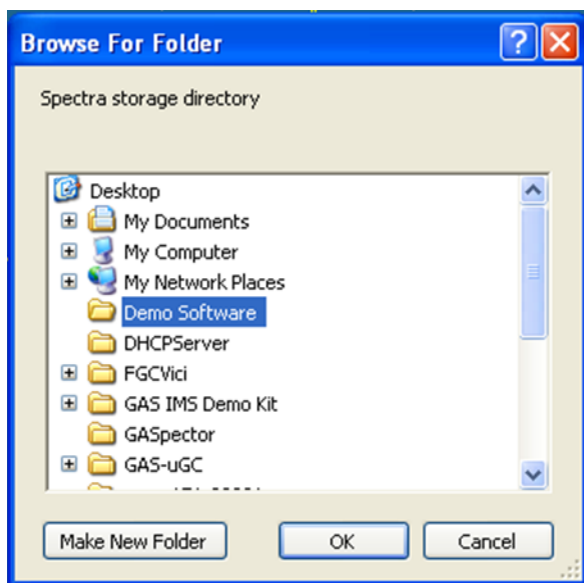 Browse For Folder
Spectra storage directory
Desktop
My Documents
My Computer
My Network Places
Demo Software
DHCPServer
FGCVici
GAS IMS Demo Kit
GASpector
GAS-uGC
Make New Folder OK Cancel